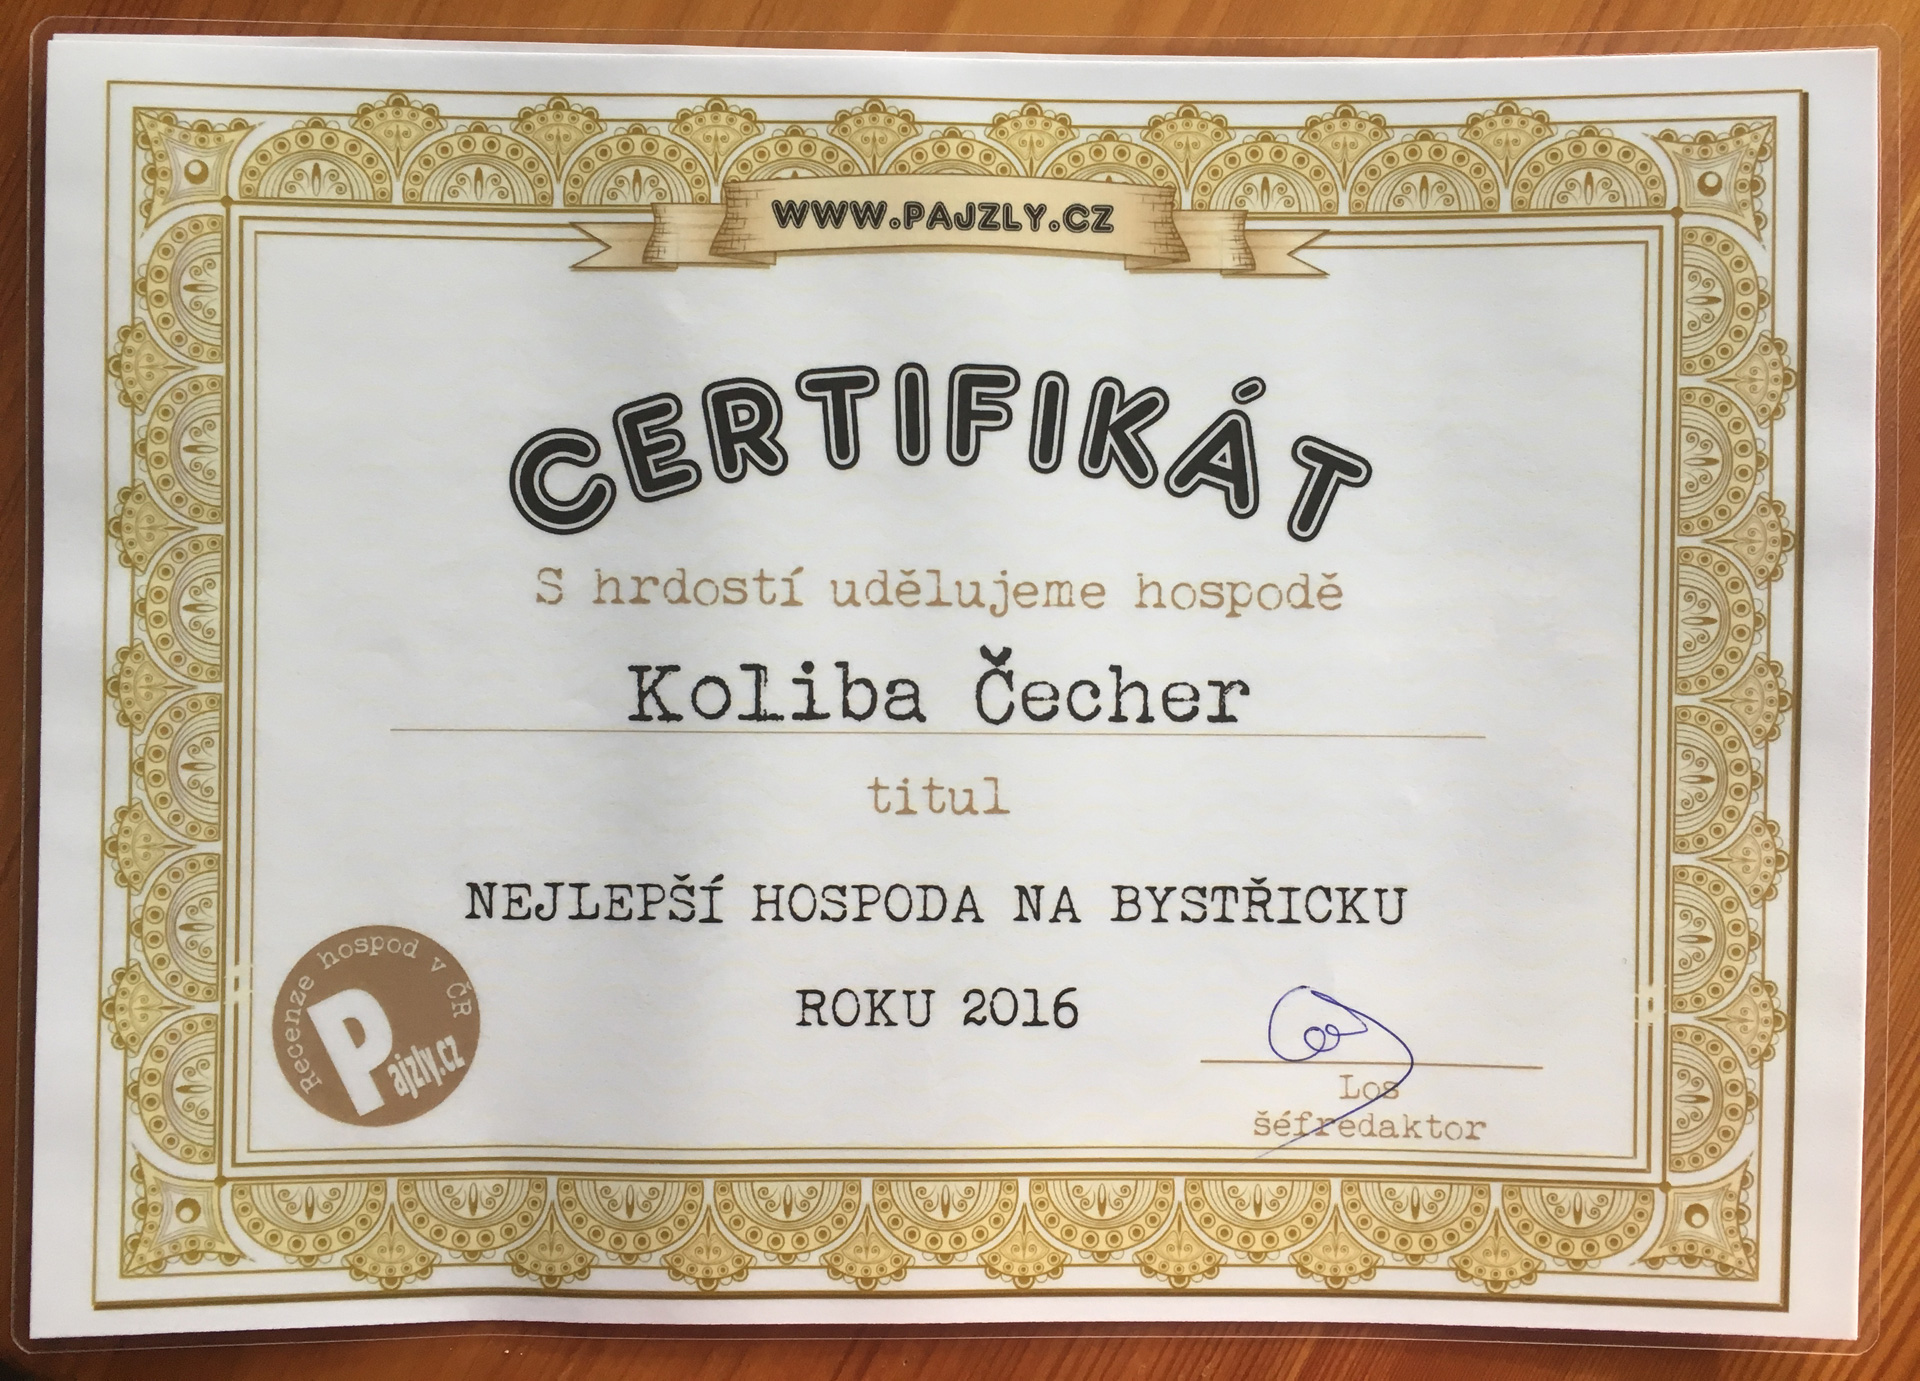 WWW.PAJZLY.CZ
CERTIFIKÁT
S hrdostí udělujeme hospodě
Koliba Čecher
titul
NEJLEPŠÍ HOSPODA NA BYSTŘICKU
ROKU 2016
Recenze hospod v ČR
Pajzly.cz
Los
šéfredaktor